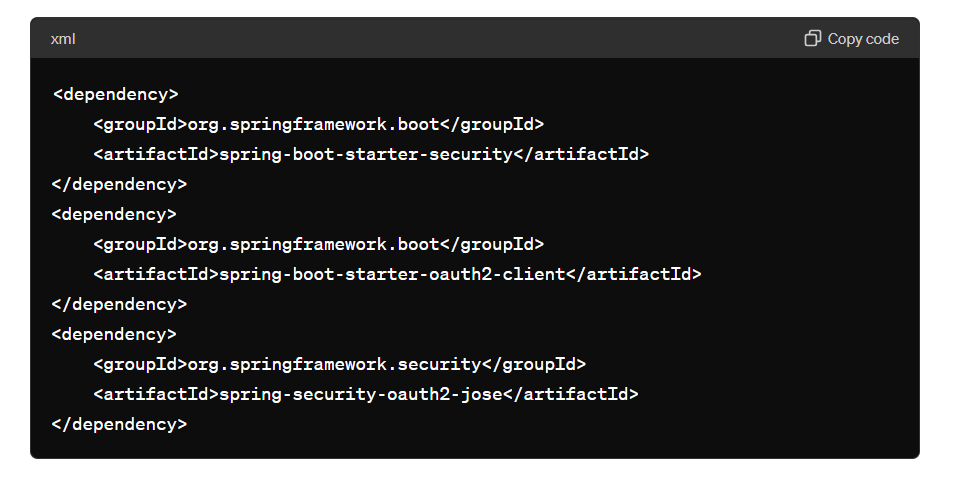 xml
Copy code
<dependency>
    <groupId>org.springframework.boot</groupId>
    <artifactId>spring-boot-starter-security</artifactId>
</dependency>
<dependency>
    <groupId>org.springframework.boot</groupId>
    <artifactId>spring-boot-starter-oauth2-client</artifactId>
</dependency>
<dependency>
    <groupId>org.springframework.security</groupId>
    <artifactId>spring-security-oauth2-jose</artifactId>
</dependency>